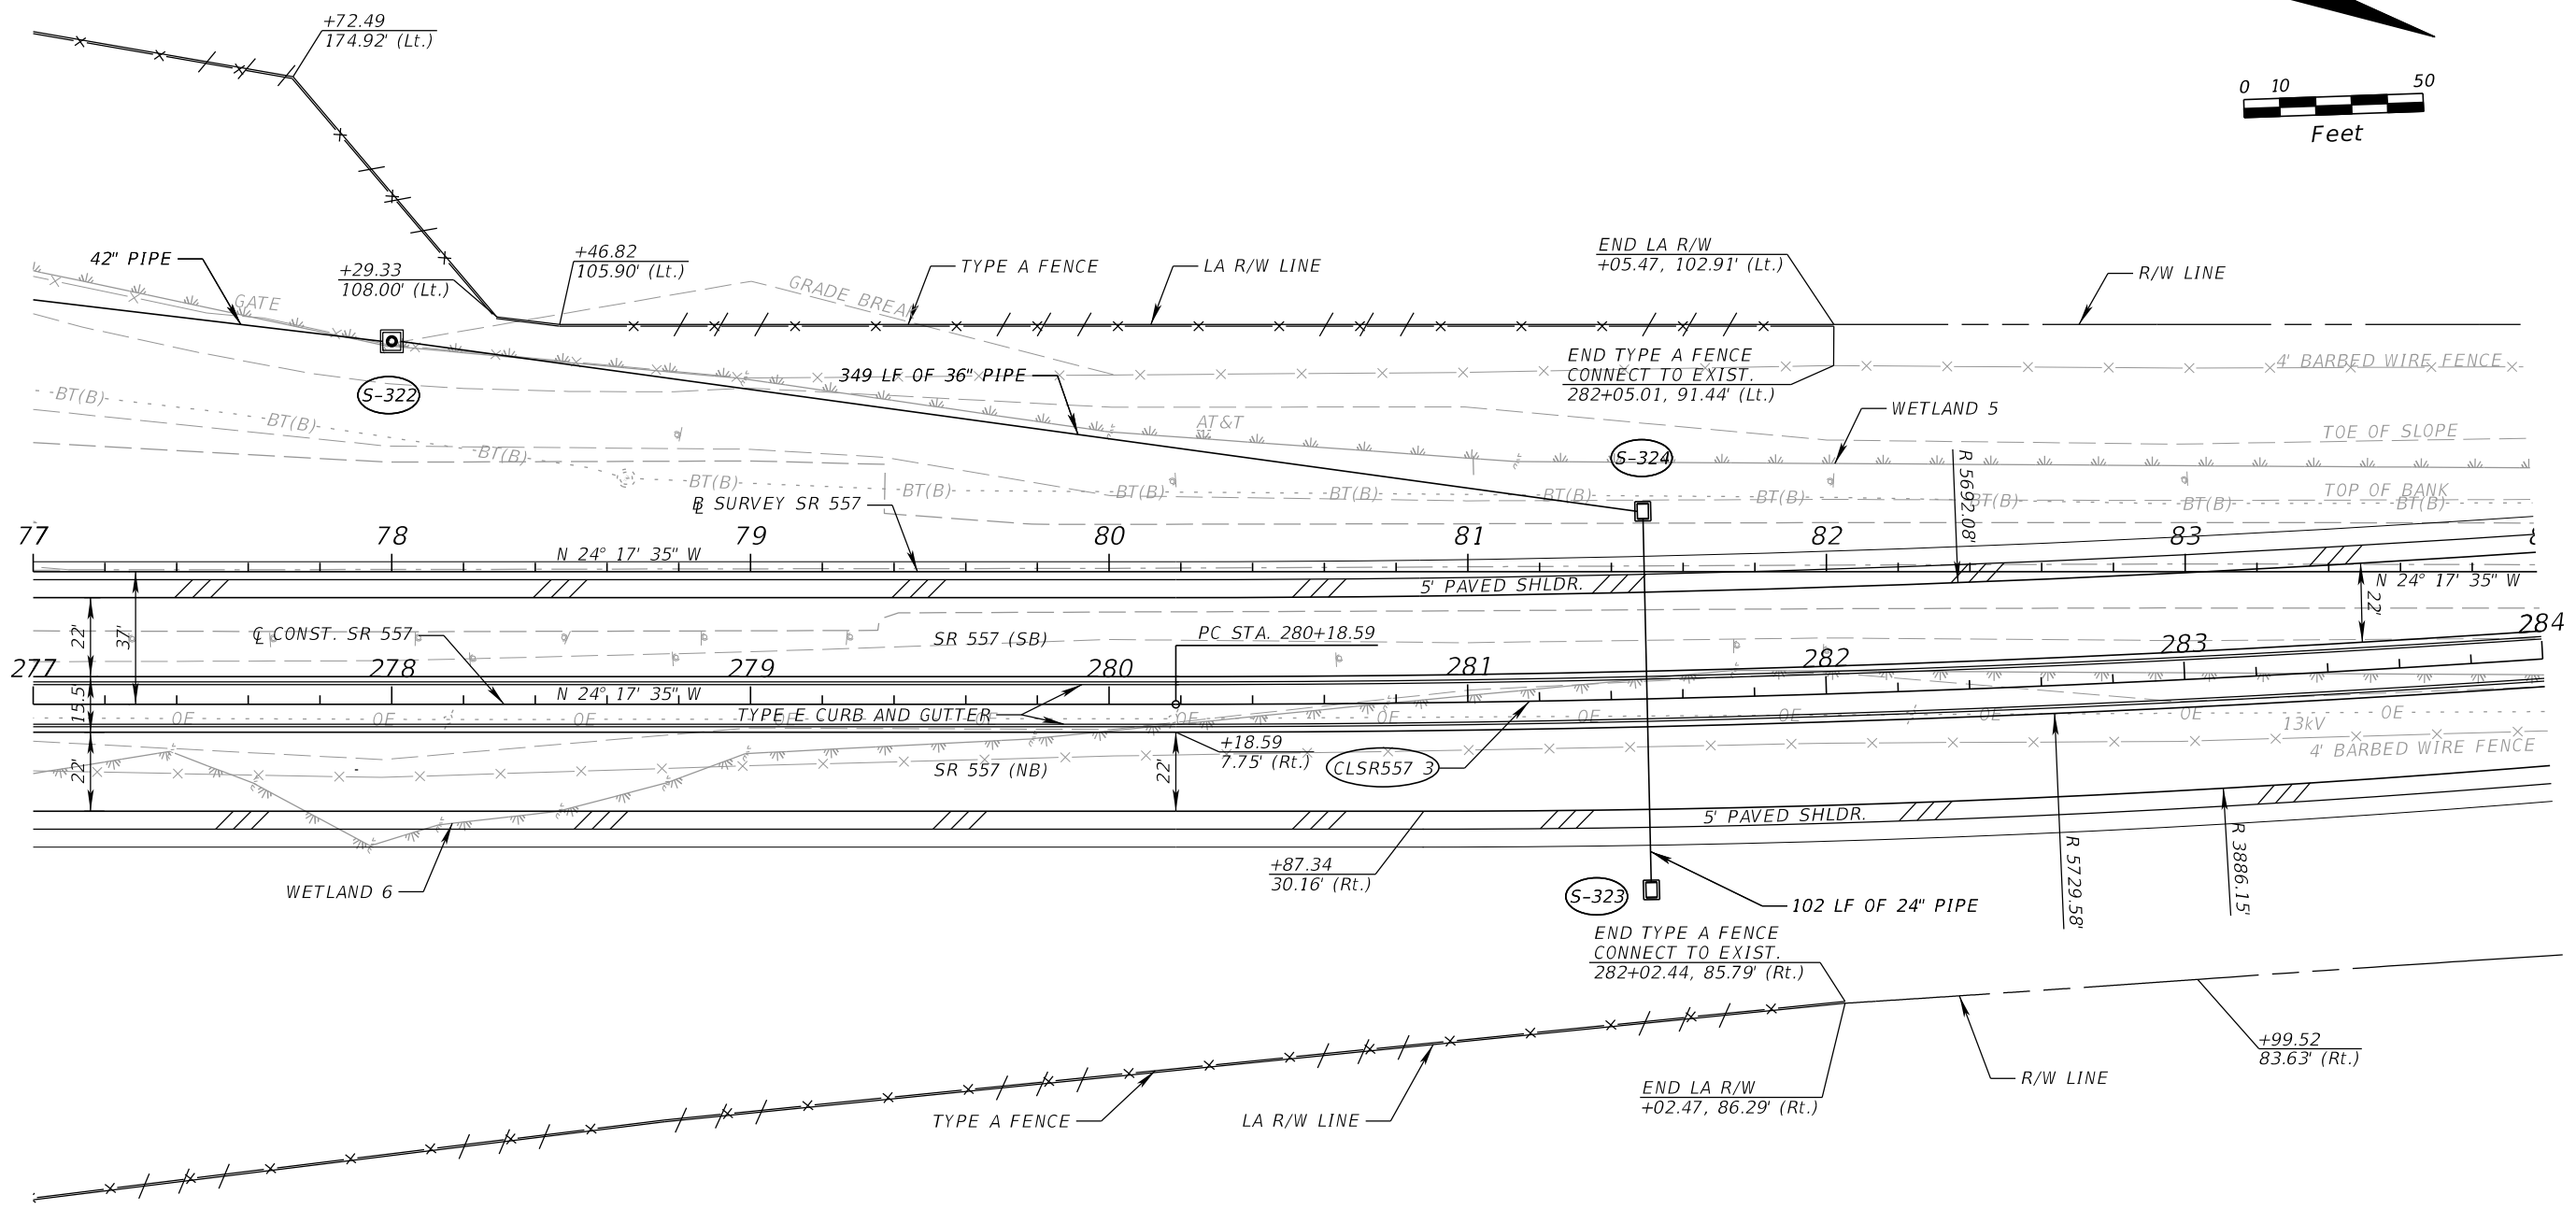 +72.49
174.92' (Lt.)
0 10 50
Feet
42" PIPE
+29.33
108.00' (Lt.)
+46.82
105.90' (Lt.)
GATE
GRADE BREAK
TYPE A FENCE
LA R/W LINE
END LA R/W
+05.47, 102.91' (Lt.)
R/W LINE
END TYPE A FENCE
CONNECT TO EXIST.
282+05.01, 91.44' (Lt.)
4' BARBED WIRE FENCE
349 LF OF 36" PIPE
S-322
WETLAND 5
AT&T
TOE OF SLOPE
S-324
BT(B) BT(B) BT(B) BT(B) BT(B) BT(B) BT(B) BT(B) BT(B) BT(B) BT(B) BT(B)
TOP OF BANK
R 5692.08'
℄ SURVEY SR 557
77 78 79 80 81 82 83
N 24° 17' 35" W
5' PAVED SHLDR.
N 24° 17' 35" W
22'
37'
22'
℄ CONST. SR 557
SR 557 (SB)
PC STA. 280+18.59
277 278 279 280 281 282 283 284
N 24° 17' 35" W
15.5'
TYPE E CURB AND GUTTER
OE OE OE OE OE OE OE OE OE OE OE OE
13kV
4' BARBED WIRE FENCE
+18.59
7.75' (Rt.)
22'
22'
SR 557 (NB)
CLSR557 3
5' PAVED SHLDR.
WETLAND 6
+87.34
30.16' (Rt.)
S-323
102 LF OF 24" PIPE
R 5729.58'
R 3886.15'
END TYPE A FENCE
CONNECT TO EXIST.
282+02.44, 85.79' (Rt.)
+99.52
83.63' (Rt.)
R/W LINE
END LA R/W
+02.47, 86.29' (Rt.)
TYPE A FENCE
LA R/W LINE